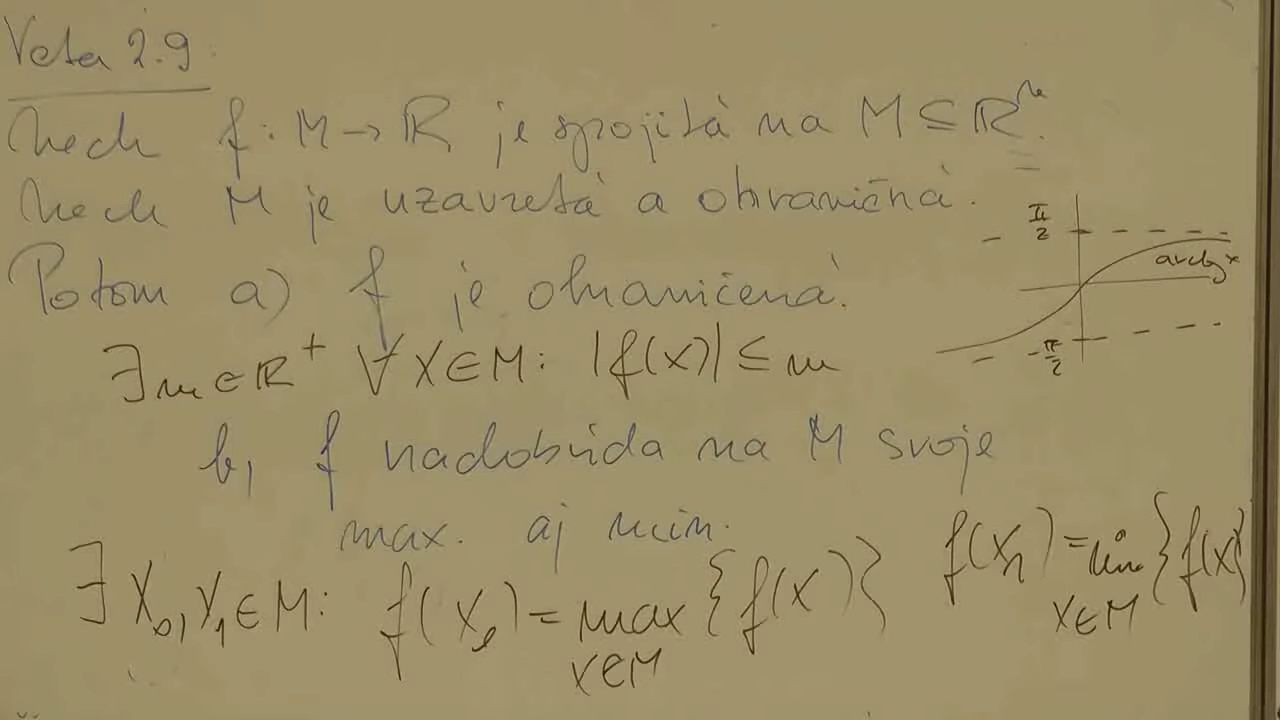 Veta 2.9.
Nech f: M → ℝ je spojitá na M ⊆ ℝⁿ.
Nech M je uzavretá a ohraničná.
Potom a) f je ohraničená.
∃m∈ℝ⁺ ∀X∈M: |f(x)| ≤ m
b, f nadobúda na M svoje
max. aj min.
∃ X₀, X₁ ∈ M: f(X₀) = max {f(X)}
X∈M
f(X₁) = min {f(X)}
X∈M
π/2
arctg x
-π/2